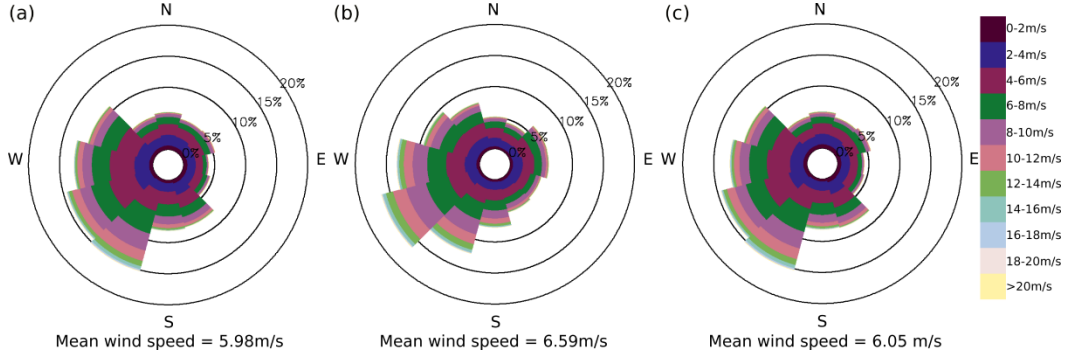 (a)
N
W
E
S
0%
5%
10%
15%
20%
Mean wind speed = 5.98m/s
(b)
N
W
E
S
0%
5%
10%
15%
20%
Mean wind speed = 6.59m/s
(c)
N
W
E
S
0%
5%
10%
15%
20%
Mean wind speed = 6.05 m/s
0-2m/s
2-4m/s
4-6m/s
6-8m/s
8-10m/s
10-12m/s
12-14m/s
14-16m/s
16-18m/s
18-20m/s
>20m/s